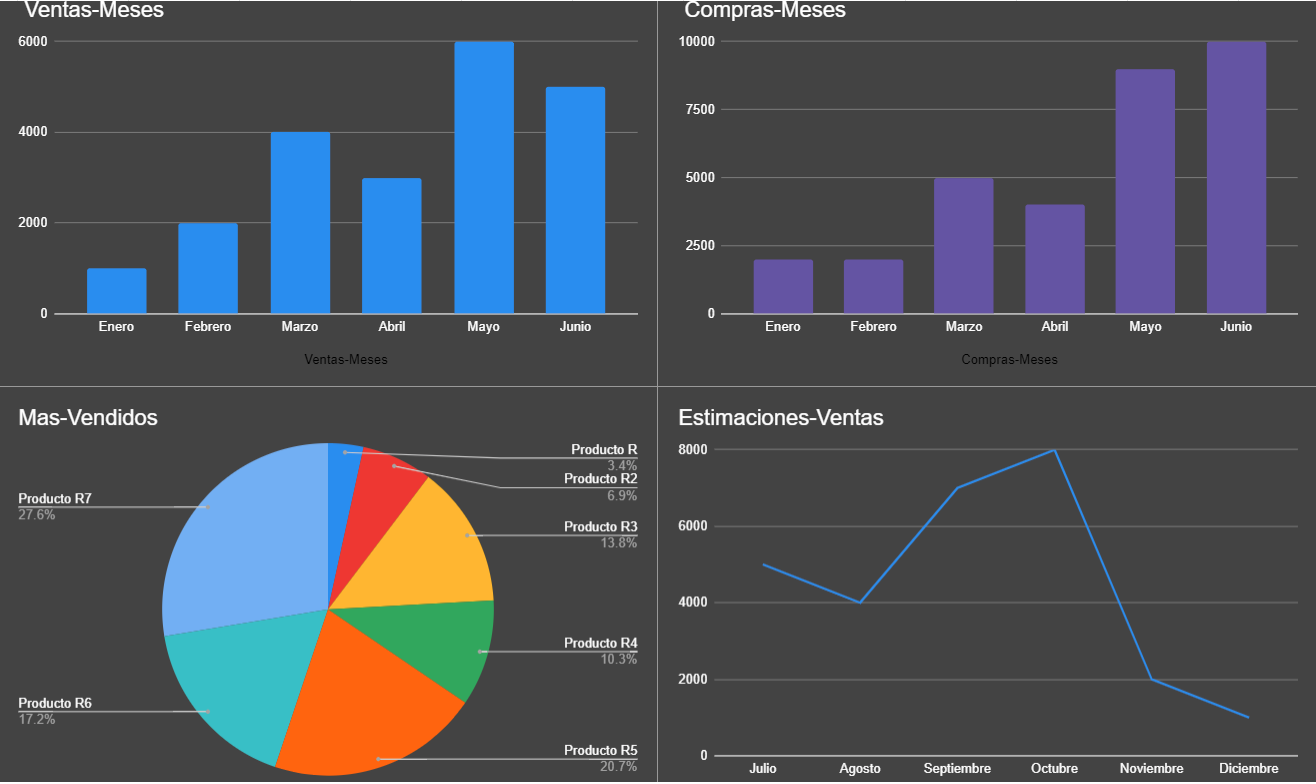 Ventas-Meses
6000
4000
2000
0
Enero Febrero Marzo Abril Mayo Junio
Ventas-Meses
Compras-Meses
10000
7500
5000
2500
0
Enero Febrero Marzo Abril Mayo Junio
Compras-Meses
Mas-Vendidos
Producto R
3.4%
Producto R2
6.9%
Producto R3
13.8%
Producto R4
10.3%
Producto R5
20.7%
Producto R6
17.2%
Producto R7
27.6%
Estimaciones-Ventas
8000
6000
4000
2000
0
Julio Agosto Septiembre Octubre Noviembre Diciembre